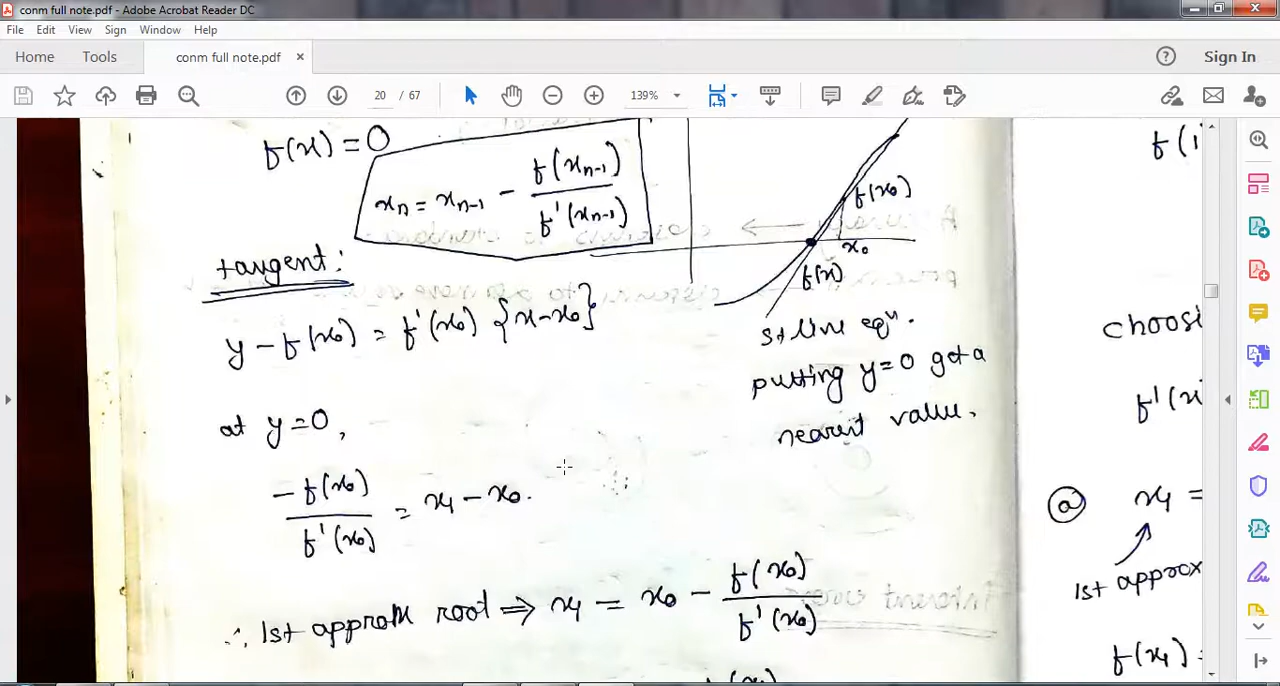 conm full note.pdf - Adobe Acrobat Reader DC
File Edit View Sign Window Help
Home Tools conm full note.pdf × Sign In
20 / 67 139%
f(x) = 0
xn = xn-1 - f(xn-1) / f'(xn-1)
f(x0)
x0
f(x)
tangent:
y - f(x0) = f'(x0) {x-x0}
st line eqn.
putting y=0 get a
nearest value.
at y=0,
-f(x0) / f'(x0) = x1 - x0.
∴ 1st approx root ⇒ x1 = x0 - f(x0) / f'(x0)
f(1
choosi
f'(x
(a) x1 =
1st approx
f(x1) =